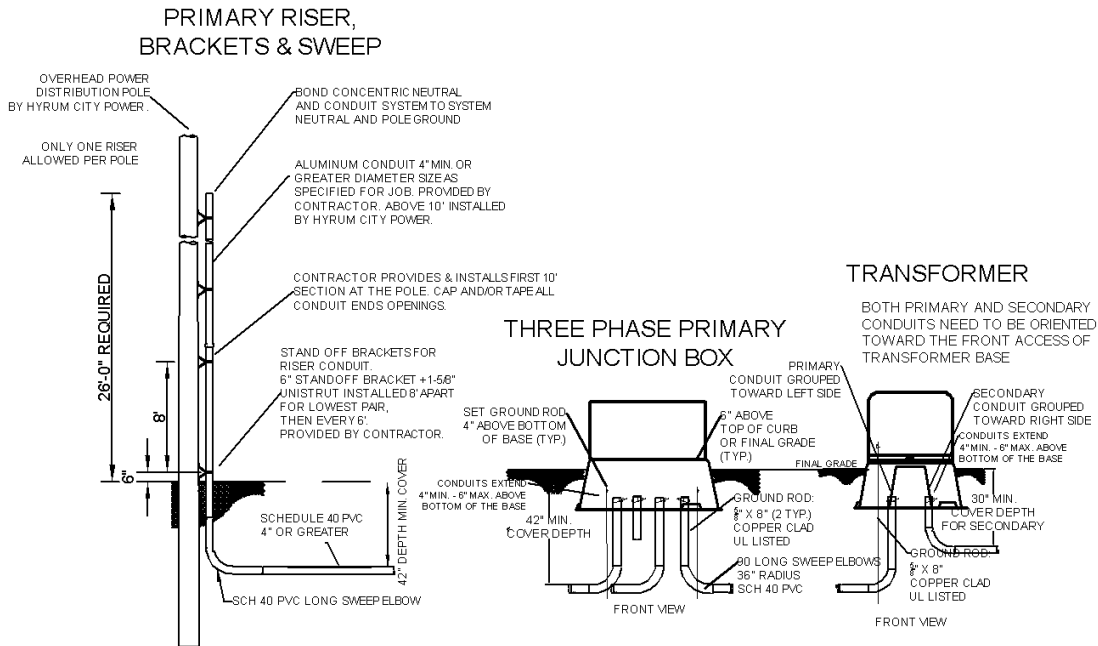 PRIMARY RISER,
BRACKETS & SWEEP
OVERHEAD POWER
DISTRIBUTION POLE
BY HYRUM CITY POWER.
ONLY ONE RISER
ALLOWED PER POLE
BOND CONCENTRIC NEUTRAL
AND CONDUIT SYSTEM TO SYSTEM
NEUTRAL AND POLE GROUND
ALUMINUM CONDUIT 4" MIN. OR
GREATER DIAMETER SIZE AS
SPECIFIED FOR JOB. PROVIDED BY
CONTRACTOR. ABOVE 10' INSTALLED
BY HYRUM CITY POWER.
CONTRACTOR PROVIDES & INSTALLS FIRST 10'
SECTION AT THE POLE. CAP AND/OR TAPE ALL
CONDUIT ENDS OPENINGS.
STAND OFF BRACKETS FOR
RISER CONDUIT.
6" STANDOFF BRACKET +1-5/8"
UNISTRUT INSTALLED 8' APART
FOR LOWEST PAIR,
THEN EVERY 6'.
PROVIDED BY CONTRACTOR.
26'-0" REQUIRED
8'
6"
SCHEDULE 40 PVC
4" OR GREATER
42" DEPTH MIN. COVER
SCH 40 PVC LONG SWEEP ELBOW
THREE PHASE PRIMARY
JUNCTION BOX
SET GROUND ROD
4" ABOVE BOTTOM
OF BASE (TYP.)
6" ABOVE
TOP OF CURB
OR FINAL GRADE
(TYP.)
CONDUITS EXTEND
4" MIN. - 6" MAX. ABOVE
BOTTOM OF THE BASE
42" MIN.
COVER DEPTH
GROUND ROD:
X 8" (2 TYP.)
COPPER CLAD
UL LISTED
90 LONG SWEEP ELBOWS
36" RADIUS
SCH 40 PVC
FRONT VIEW
TRANSFORMER
BOTH PRIMARY AND SECONDARY
CONDUITS NEED TO BE ORIENTED
TOWARD THE FRONT ACCESS OF
TRANSFORMER BASE
PRIMARY
CONDUIT GROUPED
TOWARD LEFT SIDE
SECONDARY
CONDUIT GROUPED
TOWARD RIGHT SIDE
CONDUITS EXTEND
4" MIN. - 6" MAX. ABOVE
BOTTOM OF THE BASE
FINAL GRADE
30" MIN.
COVER DEPTH
FOR SECONDARY
GROUND ROD:
X 8"
COPPER CLAD
UL LISTED
FRONT VIEW